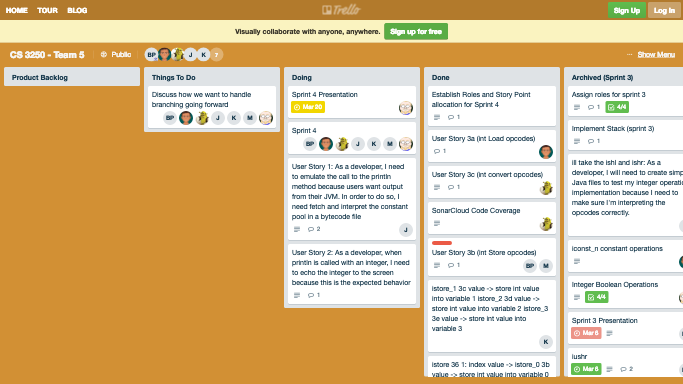 HOME TOUR BLOG
Trello
Sign Up Log In
Visually collaborate with anyone, anywhere. Sign up for free
CS 3250 - Team 5 Public BP J K ?
··· Show Menu
Product Backlog
Things To Do
Discuss how we want to handle
branching going forward
BP J K M
Doing
Sprint 4 Presentation
Mar 30
Sprint 4
BP J K M
User Story 1: As a developer, I need
to emulate the call to the println
method because users want output
from their JVM. In order to do so, I
need fetch and interpret the constant
pool in a bytecode file
2 J
User Story 2: As a developer, when
println is called with an integer, I need
to echo the integer to the screen
because this is the expected behavior
1
Done
Establish Roles and Story Point
allocation for Sprint 4
1
User Story 3a (int Load opcodes)
1
User Story 3c (int convert opcodes)
1
SonarCloud Code Coverage
User Story 3b (int Store opcodes)
1 BP M
istore_1 3c value -> store int value
into variable 1 istore_2 3d value ->
store int value into variable 2 istore_3
3e value -> store int value into
variable 3
K
istore 36 1: index value -> istore_0 3b
value -> store int value into variable 0
Archived (Sprint 3)
Assign roles for sprint 3
1 4/4
Implement Stack (sprint 3)
1
ill take the ishl and ishr: As a
developer, I will need to create simp
Java files to test my integer operatio
implementation because I need to
make sure I'm interpreting the
opcodes correctly.
iconst_n constant operations
Integer Boolean Operations
4/4
Sprint 3 Presentation
Mar 6
iushr
Mar 6 2